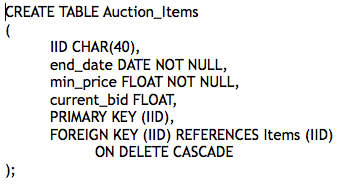 CREATE TABLE Auction_Items
(
IID CHAR(40),
end_date DATE NOT NULL,
min_price FLOAT NOT NULL,
current_bid FLOAT,
PRIMARY KEY (IID),
FOREIGN KEY (IID) REFERENCES Items (IID)
ON DELETE CASCADE
);